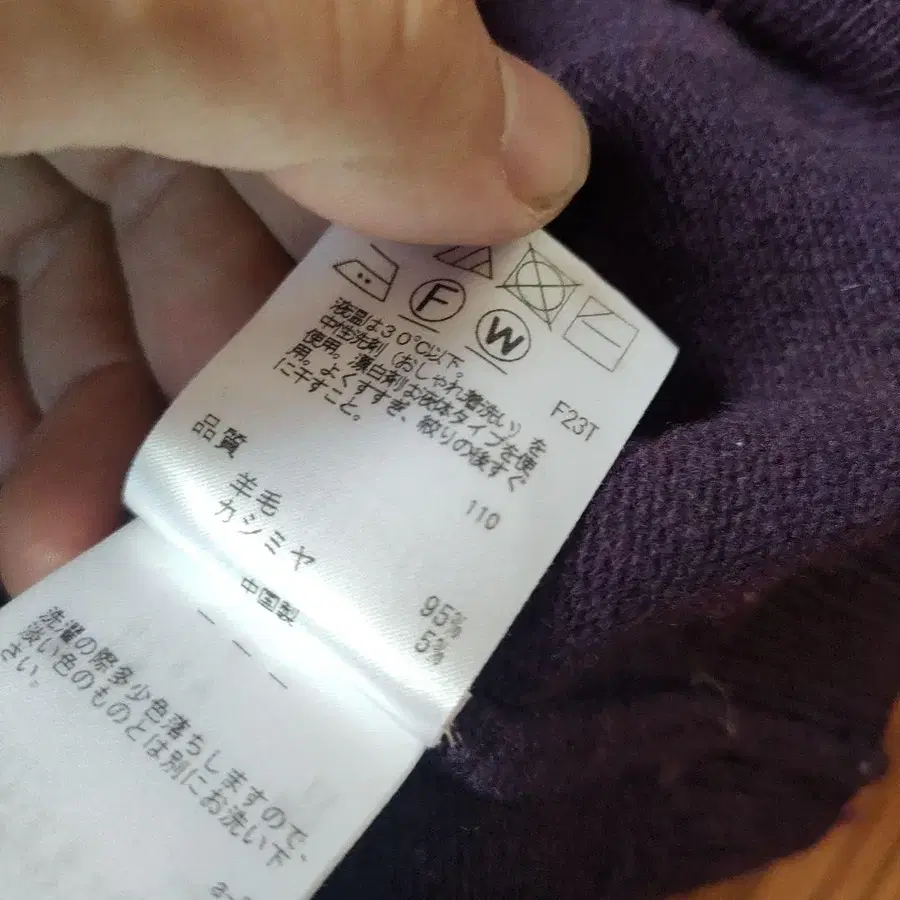 F
W
液温は30℃以下。
中性洗剤（おしゃれ着洗い）を
使用。漂白剤は液体タイプを使
用。よくすすぎ、絞りの後すぐ
に干すこと。
F23T
110
品質
羊毛 95%
カシミヤ 5%
中国製
洗濯の際多少色落ちしますので、
淡い色のものとは別にお洗い下
さい。